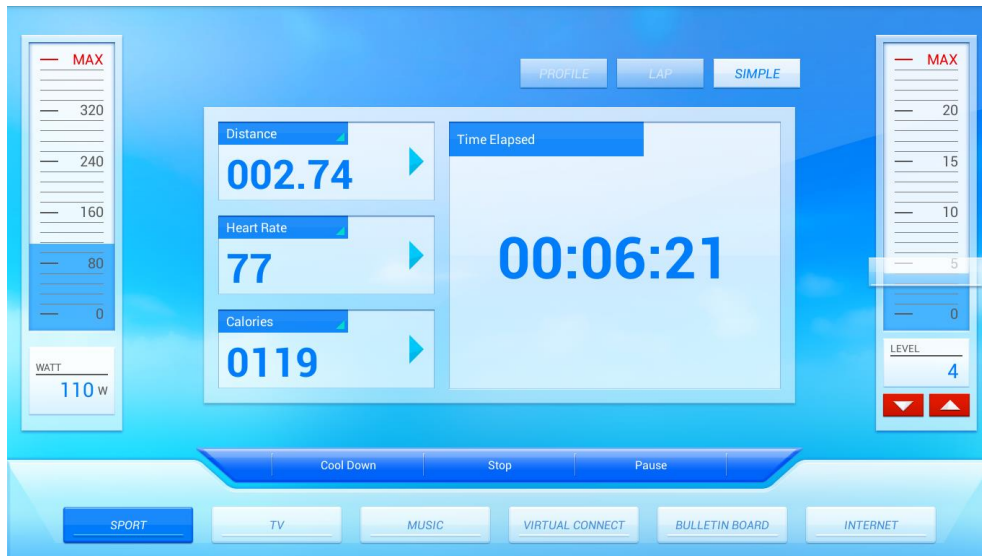 PROFILE
LAP
SIMPLE
MAX
320
240
160
80
0
WATT
110 W
Distance
002.74
Heart Rate
77
Calories
0119
Time Elapsed
00:06:21
MAX
20
15
10
5
0
LEVEL
4
Cool Down
Stop
Pause
SPORT
TV
MUSIC
VIRTUAL CONNECT
BULLETIN BOARD
INTERNET